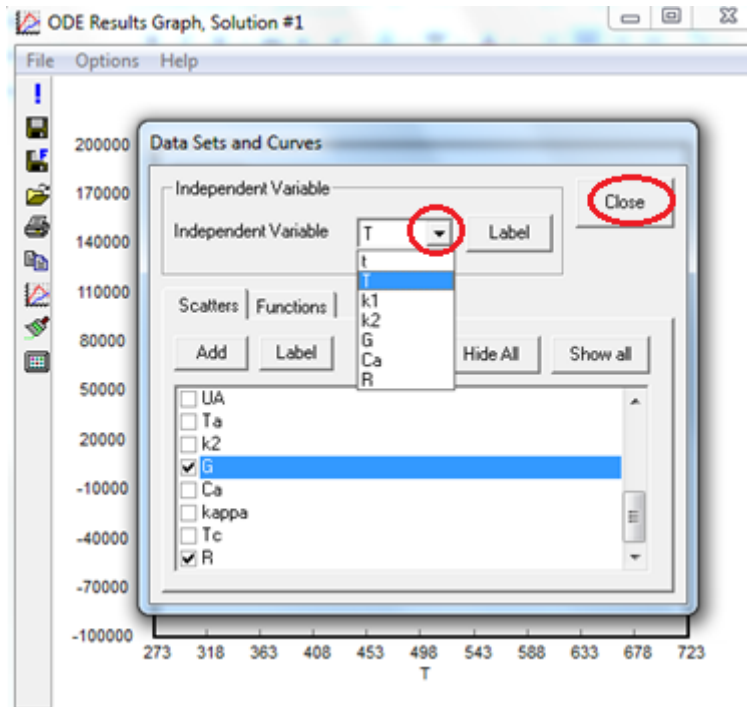 ODE Results Graph, Solution #1
File Options Help
Data Sets and Curves
Independent Variable
Independent Variable T Label
Close
t
T
k1
k2
G
Ca
R
Scatters Functions
Add Label Hide All Show all
UA
Ta
k2
G
Ca
kappa
Tc
R
200000
170000
140000
110000
80000
50000
20000
-10000
-40000
-70000
-100000
273 318 363 408 453 498 543 588 633 678 723
T